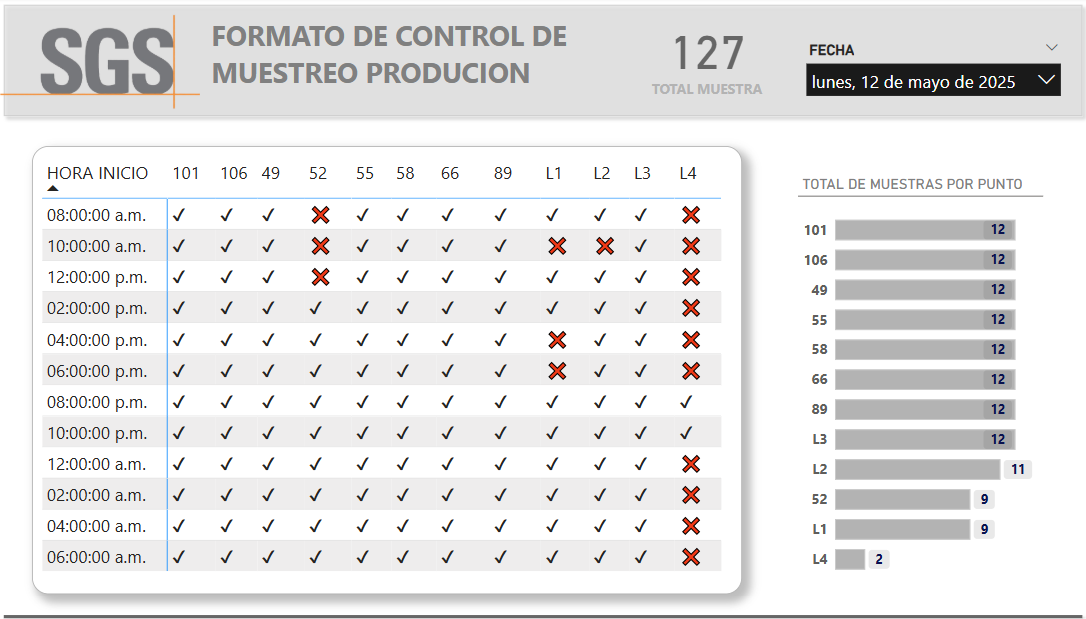 SGS
FORMATO DE CONTROL DE
MUESTREO PRODUCION
127
TOTAL MUESTRA
FECHA
lunes, 12 de mayo de 2025
HORA INICIO 101 106 49 52 55 58 66 89 L1 L2 L3 L4
08:00:00 a.m. ✓ ✓ ✓ ❌ ✓ ✓ ✓ ✓ ✓ ✓ ✓ ❌
10:00:00 a.m. ✓ ✓ ✓ ❌ ✓ ✓ ✓ ✓ ❌ ❌ ✓ ❌
12:00:00 p.m. ✓ ✓ ✓ ❌ ✓ ✓ ✓ ✓ ✓ ✓ ✓ ❌
02:00:00 p.m. ✓ ✓ ✓ ✓ ✓ ✓ ✓ ✓ ✓ ✓ ✓ ❌
04:00:00 p.m. ✓ ✓ ✓ ✓ ✓ ✓ ✓ ✓ ❌ ✓ ✓ ❌
06:00:00 p.m. ✓ ✓ ✓ ✓ ✓ ✓ ✓ ✓ ❌ ✓ ✓ ❌
08:00:00 p.m. ✓ ✓ ✓ ✓ ✓ ✓ ✓ ✓ ✓ ✓ ✓ ✓
10:00:00 p.m. ✓ ✓ ✓ ✓ ✓ ✓ ✓ ✓ ✓ ✓ ✓ ✓
12:00:00 a.m. ✓ ✓ ✓ ✓ ✓ ✓ ✓ ✓ ✓ ✓ ✓ ❌
02:00:00 a.m. ✓ ✓ ✓ ✓ ✓ ✓ ✓ ✓ ✓ ✓ ✓ ❌
04:00:00 a.m. ✓ ✓ ✓ ✓ ✓ ✓ ✓ ✓ ✓ ✓ ✓ ❌
06:00:00 a.m. ✓ ✓ ✓ ✓ ✓ ✓ ✓ ✓ ✓ ✓ ✓ ❌
TOTAL DE MUESTRAS POR PUNTO
101 12
106 12
49 12
55 12
58 12
66 12
89 12
L3 12
L2 11
52 9
L1 9
L4 2